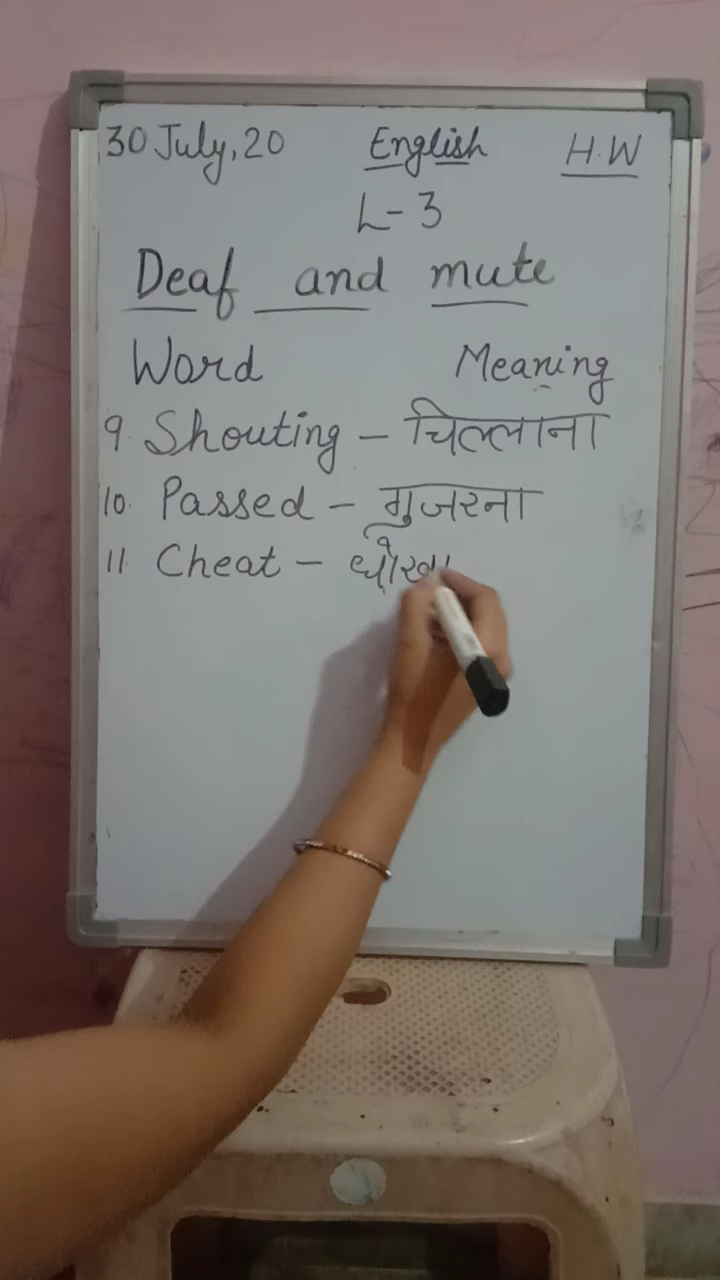 30 July, 20 English H.W
L-3
Deaf and mute
Word Meaning
9. Shouting - चिल्लाना
10. Passed - गुजरना
11. Cheat - धोखा